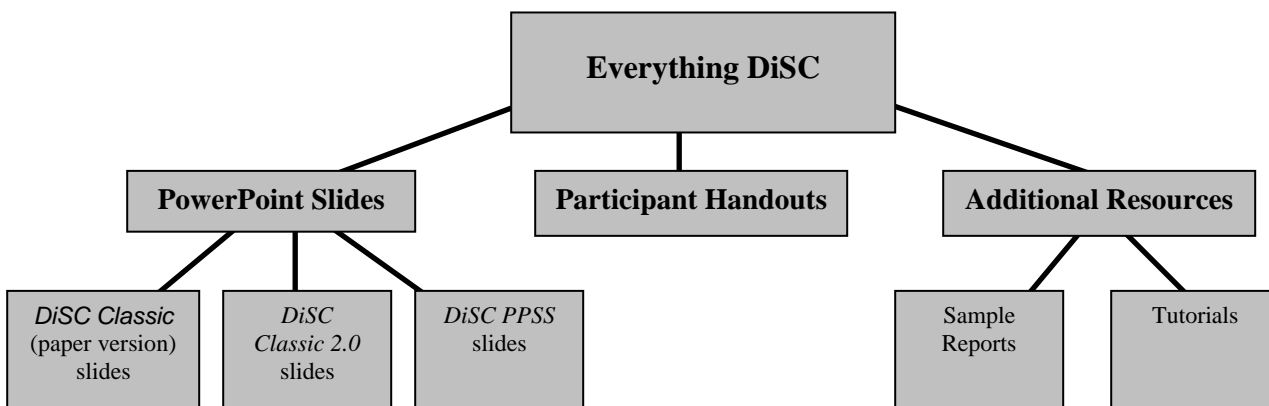 Everything DiSC
PowerPoint Slides
Participant Handouts
Additional Resources
DiSC Classic
(paper version)
slides
DiSC
Classic 2.0
slides
DiSC PPSS
slides
Sample
Reports
Tutorials